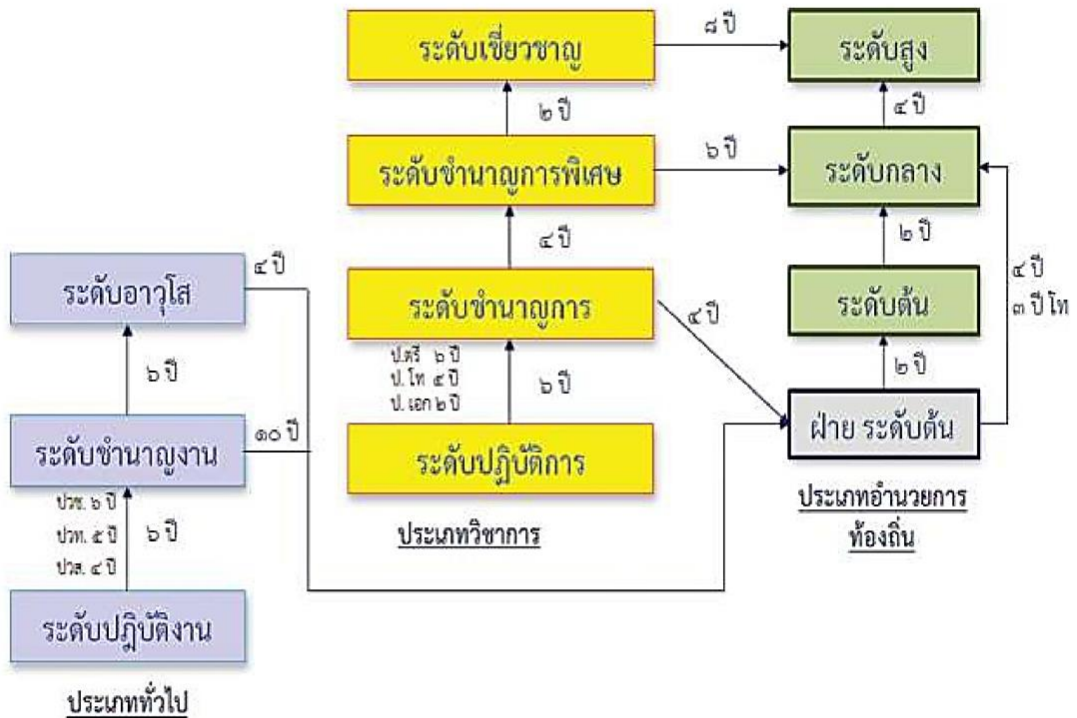 ระดับเชี่ยวชาญ
๘ ปี
ระดับสูง
๒ ปี
๔ ปี
ระดับชำนาญการพิเศษ
๖ ปี
ระดับกลาง
๔ ปี
๒ ปี
ระดับอาวุโส
๔ ปี
ระดับชำนาญการ
๔ ปี
ระดับต้น
๔ ปี
๓ ปี โท
๖ ปี
ป.ตรี ๖ ปี
ป.โท ๕ ปี
ป.เอก ๒ ปี
๖ ปี
๒ ปี
ระดับชำนาญงาน
๑๐ ปี
ระดับปฏิบัติการ
ฝ่าย ระดับต้น
ปวช. ๖ ปี
ปวท. ๕ ปี
ปวส. ๔ ปี
๖ ปี
ประเภทวิชาการ
ประเภทอำนวยการ
ท้องถิ่น
ระดับปฏิบัติงาน
ประเภททั่วไป